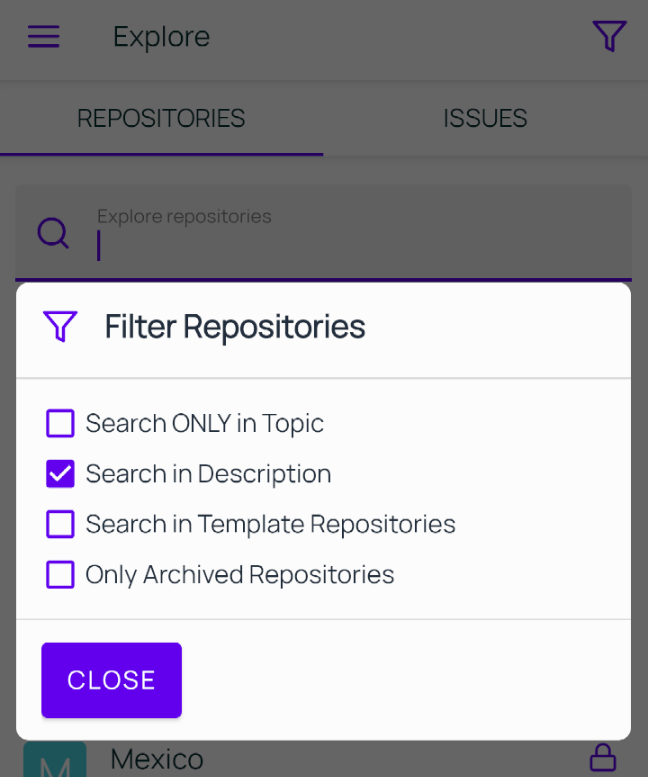 Explore
REPOSITORIES ISSUES
Explore repositories
Filter Repositories
Search ONLY in Topic
Search in Description
Search in Template Repositories
Only Archived Repositories
CLOSE
M Mexico